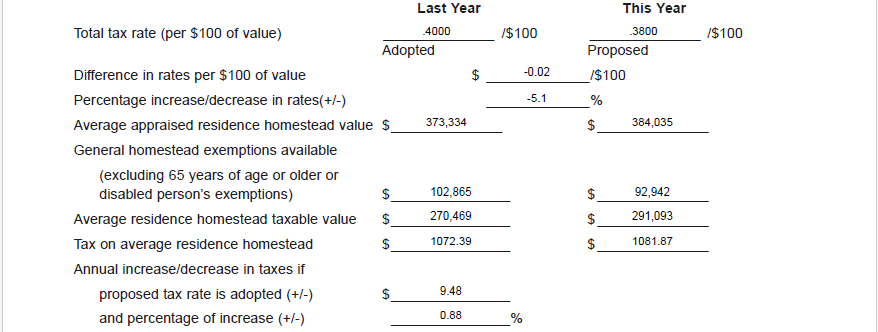 Last Year This Year
Total tax rate (per $100 of value) .4000 /$100 .3800 /$100
Adopted Proposed
Difference in rates per $100 of value $ -0.02 /$100
Percentage increase/decrease in rates(+/-) -5.1 %
Average appraised residence homestead value $ 373,334 $ 384,035
General homestead exemptions available
(excluding 65 years of age or older or
disabled person's exemptions) $ 102,865 $ 92,942
Average residence homestead taxable value $ 270,469 $ 291,093
Tax on average residence homestead $ 1072.39 $ 1081.87
Annual increase/decrease in taxes if
proposed tax rate is adopted (+/-) $ 9.48
and percentage of increase (+/-) 0.88 %